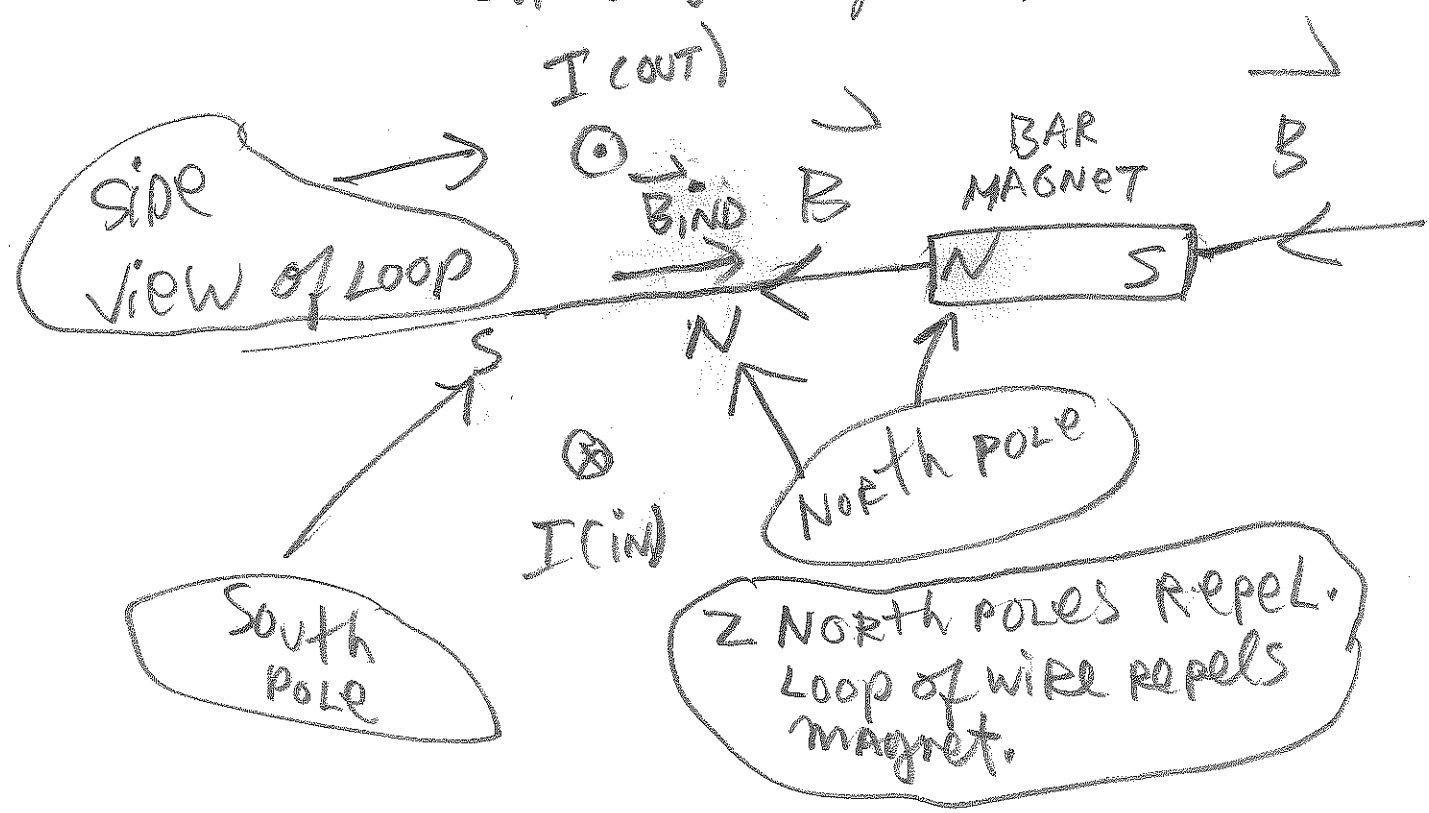 I (OUT)
SIDE
VIEW OF LOOP
BIND
B
BAR
MAGNET
B
N
S
S
N
NORTH POLE
I (IN)
SOUTH
POLE
2 NORTH POLES REPEL.
LOOP OF WIRE REPELS
MAGNET.